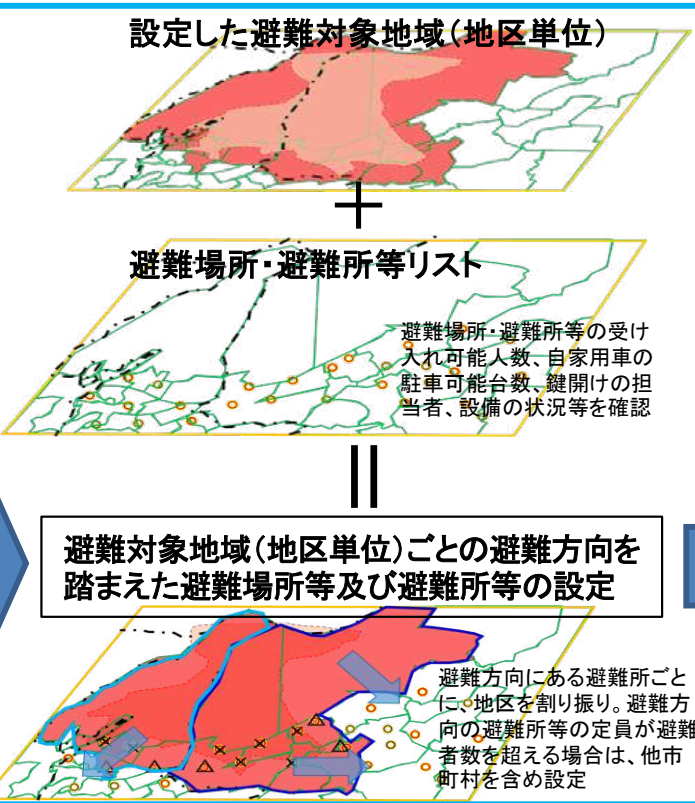 設定した避難対象地域(地区単位)
+
避難場所・避難所等リスト
避難場所・避難所等の受け
入れ可能人数、自家用車の
駐車可能台数、鍵開けの担
当者、設備の状況等を確認
避難対象地域(地区単位)ごとの避難方向を
踏まえた避難場所等及び避難所等の設定
避難方向にある避難所ごと
に、地区を割り振り。避難方
向の避難所等の定員が避難
者数を超える場合は、他市
町村を含め設定